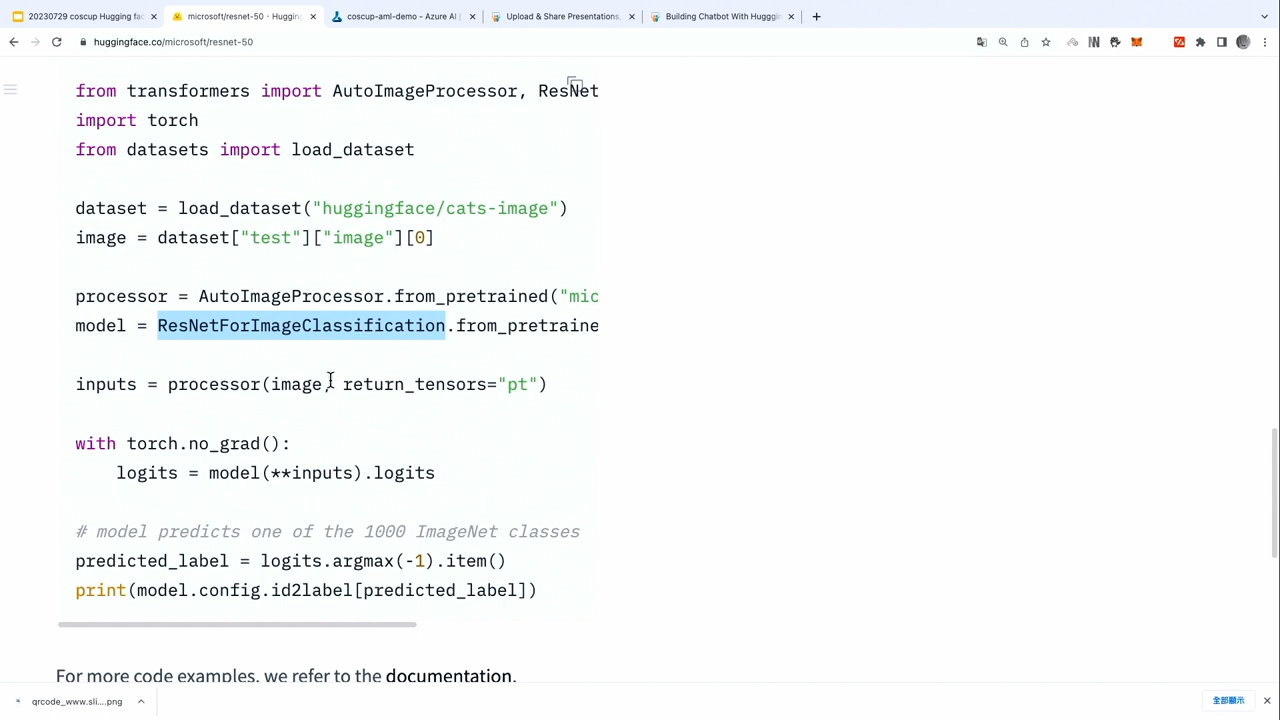 20230729 coscup Hugging fac
microsoft/resnet-50 · Hugging
coscup-aml-demo - Azure AI |
Upload & Share Presentations,
Building Chatbot With Hugggin
huggingface.co/microsoft/resnet-50
from transformers import AutoImageProcessor, ResNet
import torch
from datasets import load_dataset
dataset = load_dataset("huggingface/cats-image")
image = dataset["test"]["image"][0]
processor = AutoImageProcessor.from_pretrained("mic
model = ResNetForImageClassification.from_pretraine
inputs = processor(image, return_tensors="pt")
with torch.no_grad():
    logits = model(**inputs).logits
# model predicts one of the 1000 ImageNet classes
predicted_label = logits.argmax(-1).item()
print(model.config.id2label[predicted_label])
For more code examples, we refer to the documentation.
qrcode_www.sli....png
全部顯示